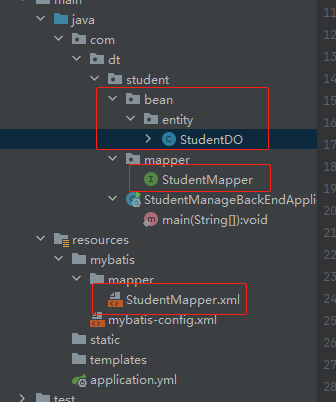 main
java
com
dt
student
bean
entity
StudentDO
mapper
StudentMapper
StudentManageBackEndApplic
main(String[]):void
resources
mybatis
mapper
StudentMapper.xml
mybatis-config.xml
static
templates
application.yml
test
11
12
13
14
15
16
17
18
19
20
21
22
23
24
25
26
27
28